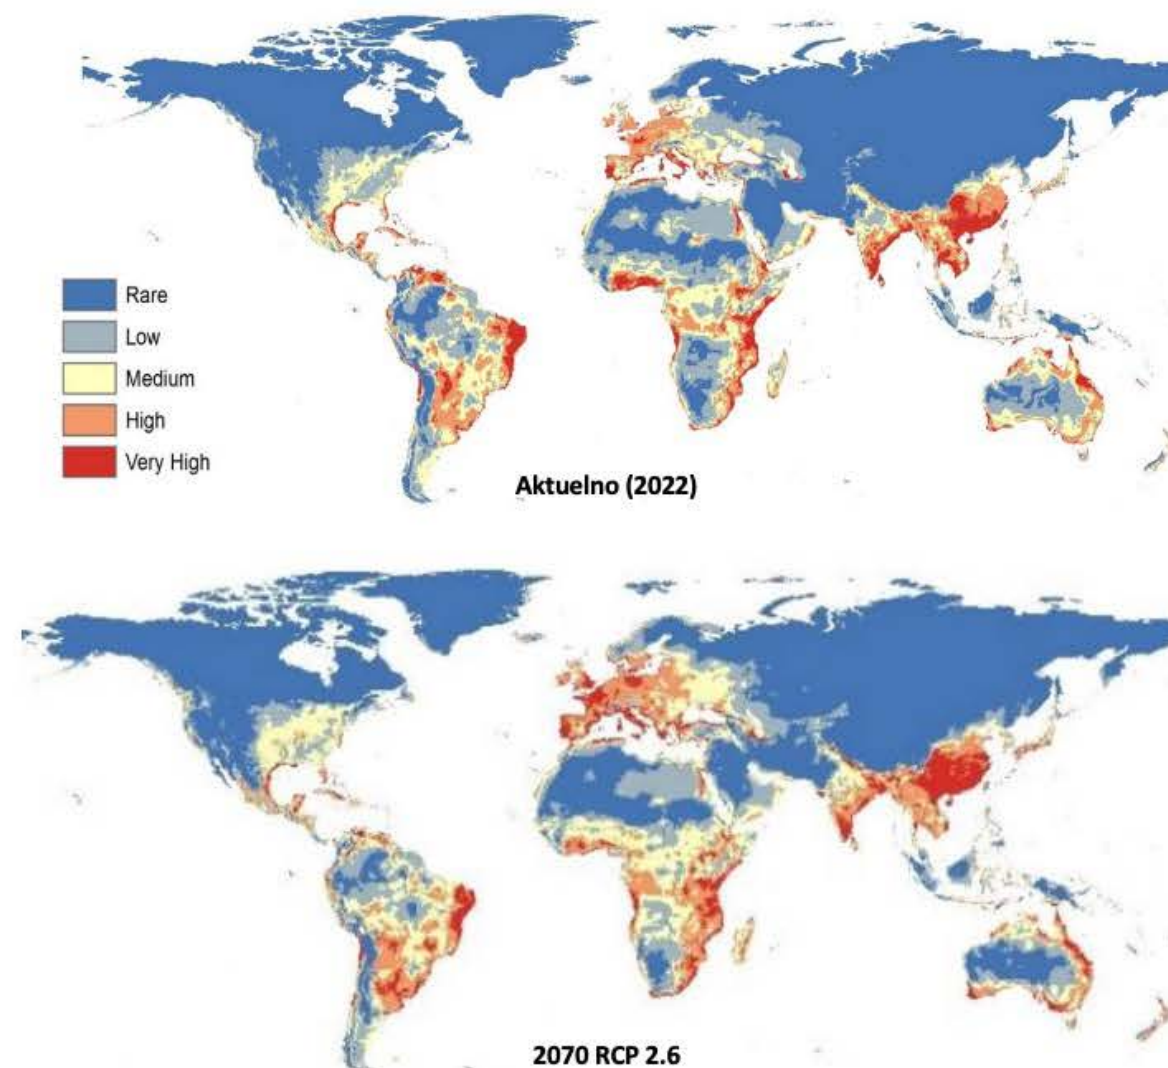 Rare
Low
Medium
High
Very High
Aktuelno (2022)
2070 RCP 2.6